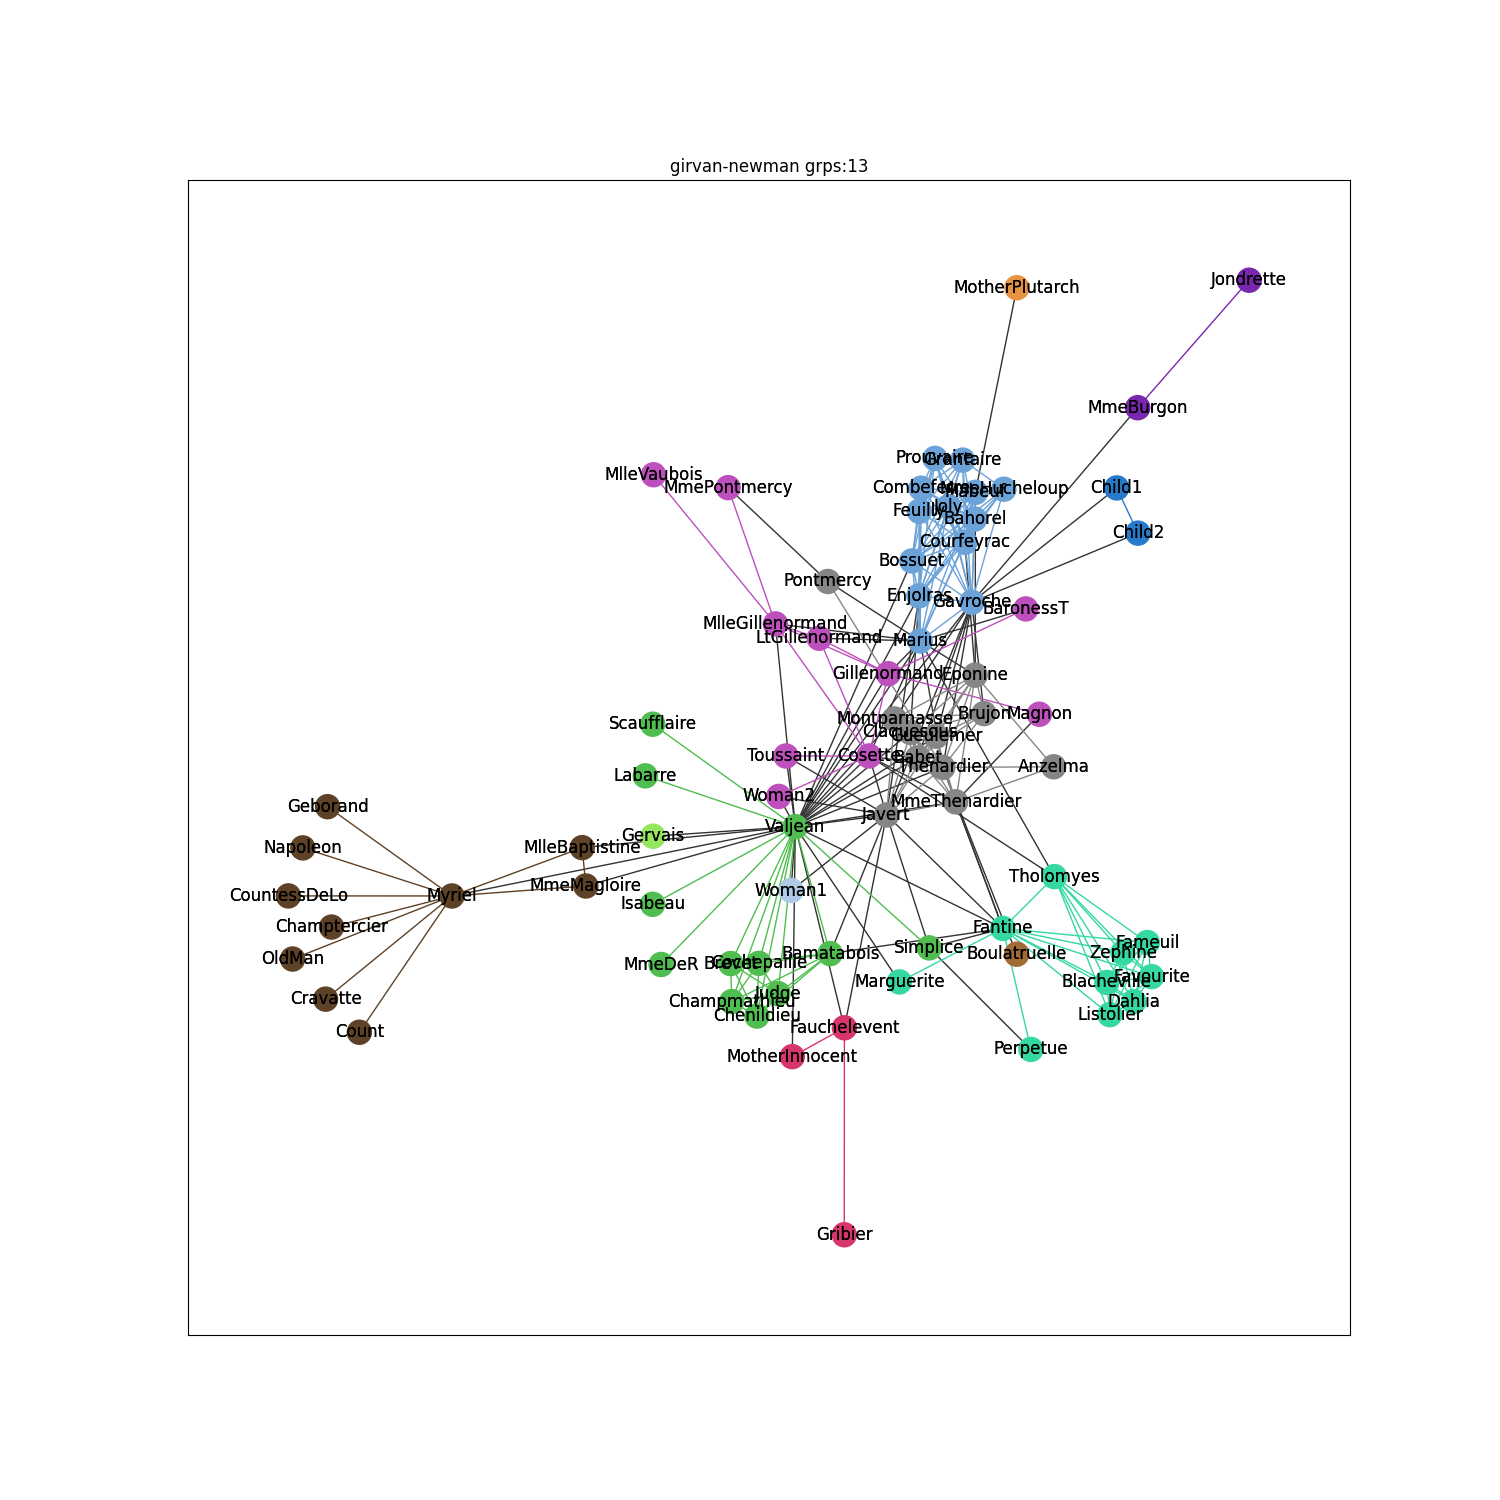 girvan-newman grps:13
Jondrette
MotherPlutarch
MmeBurgon
Prouvaire
Grantaire
MlleVaubois
MmePontmercy
Combeferre
MmeHucheloup
Mabeuf
Child1
Feuilly
Joly
Bahorel
Child2
Courfeyrac
Bossuet
Pontmercy
Enjolras
Gavroche
BaronessT
MlleGillenormand
LtGillenormand
Marius
Gillenormand
Eponine
Montparnasse
Brujon
Magnon
Scaufflaire
Claquesous
Gueulemer
Toussaint
Cosette
Babet
Thenardier
Anzelma
Labarre
Woman2
MmeThenardier
Geborand
Javert
Valjean
Gervais
Napoleon
MlleBaptistine
Tholomyes
MmeMagloire
Woman1
CountessDeLo
Myriel
Isabeau
Champtercier
Fantine
Fameuil
Simplice
Bamatabois
Boulatruelle
Zephine
OldMan
MmeDeR
Brevet
Cochepaille
Favourite
Marguerite
Blacheville
Judge
Cravatte
Champmathieu
Dahlia
Chenildieu
Listolier
Count
Fauchelevent
Perpetue
MotherInnocent
Gribier